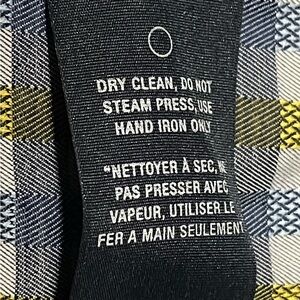 DRY CLEAN, DO NOT
STEAM PRESS, USE
HAND IRON ONLY
"NETTOYER À SEC, NE
PAS PRESSER AVEC
VAPEUR, UTILISER LE
FER A MAIN SEULEMENT